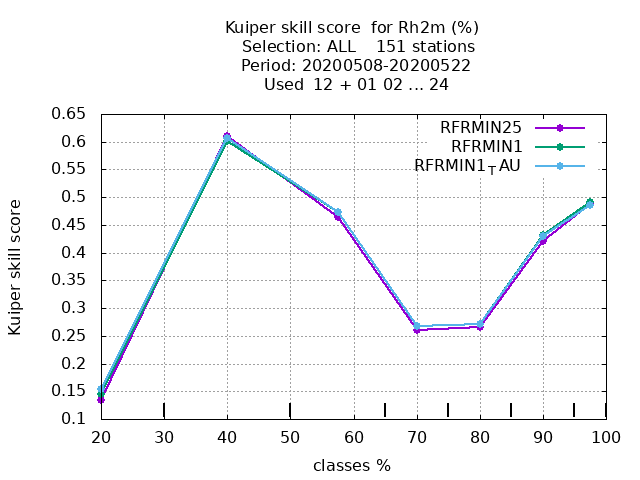 Kuiper skill score  for Rh2m (%)
Selection: ALL    151 stations
Period: 20200508-20200522
Used  12 + 01 02 ... 24
RFRMIN25
RFRMIN1
RFRMIN1TAU
Kuiper skill score
0.65
0.6
0.55
0.5
0.45
0.4
0.35
0.3
0.25
0.2
0.15
0.1
20 30 40 50 60 70 80 90 100
classes %